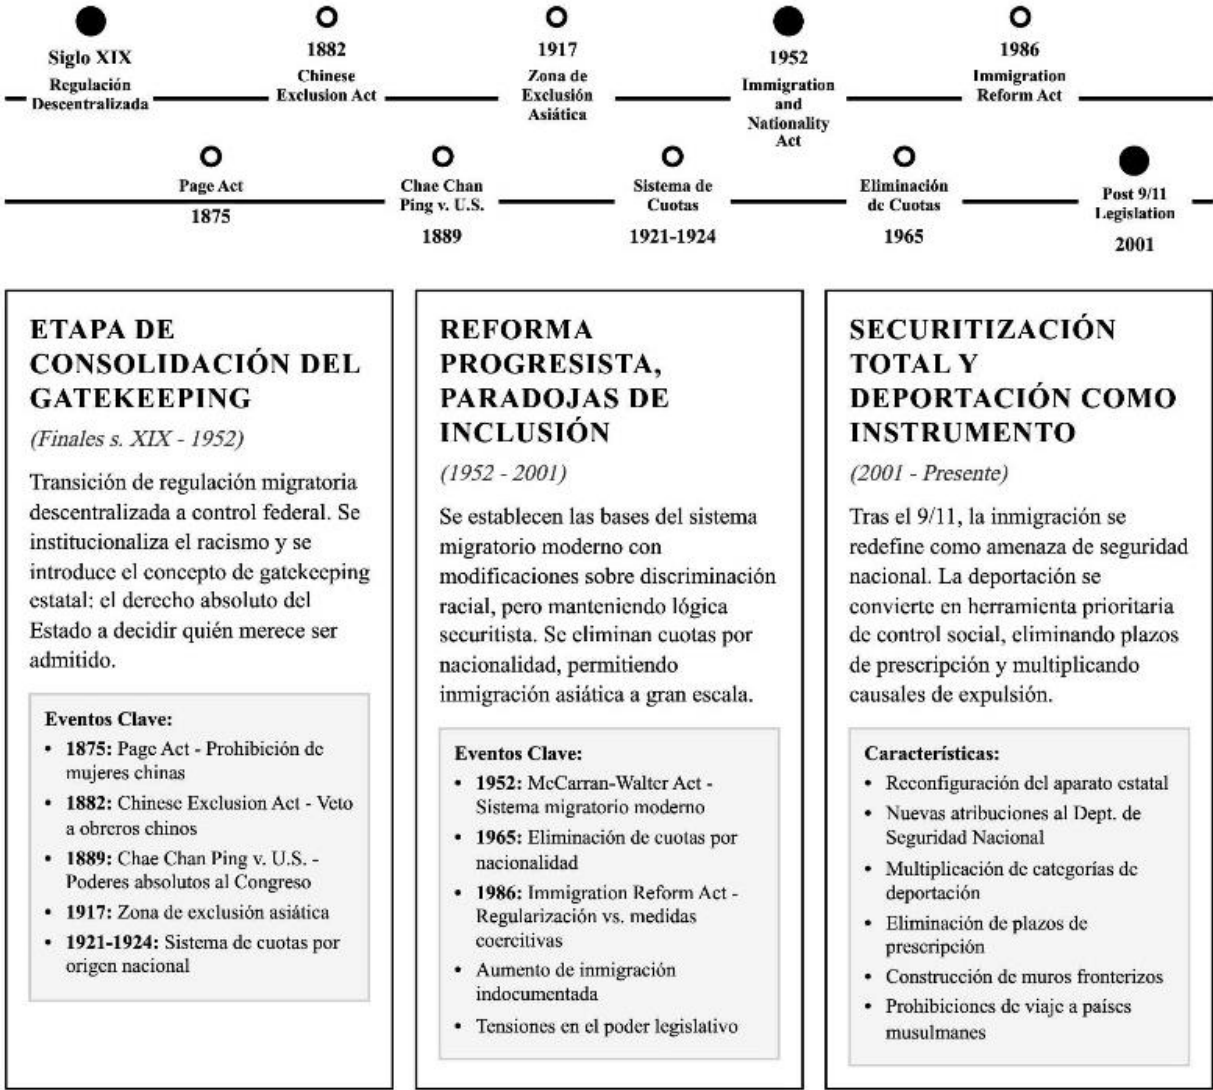 Siglo XIX
Regulación
Descentralizada
1882
Chinese
Exclusion Act
1917
Zona de
Exclusión
Asiática
1952
Immigration
and
Nationality
Act
1986
Immigration
Reform Act
Page Act
1875
Chae Chan
Ping v. U.S.
1889
Sistema de
Cuotas
1921-1924
Eliminación
de Cuotas
1965
Post 9/11
Legislation
2001
ETAPA DE
CONSOLIDACIÓN DEL
GATEKEEPING
(Finales s. XIX - 1952)
Transición de regulación migratoria
descentralizada a control federal. Se
institucionaliza el racismo y se
introduce el concepto de gatekeeping
estatal: el derecho absoluto del
Estado a decidir quién merece ser
admitido.
Eventos Clave:
• 1875: Page Act - Prohibición de
mujeres chinas
• 1882: Chinese Exclusion Act - Veto
a obreros chinos
• 1889: Chae Chan Ping v. U.S. -
Poderes absolutos al Congreso
• 1917: Zona de exclusión asiática
• 1921-1924: Sistema de cuotas por
origen nacional
REFORMA
PROGRESISTA,
PARADOJAS DE
INCLUSIÓN
(1952 - 2001)
Se establecen las bases del sistema
migratorio moderno con
modificaciones sobre discriminación
racial, pero manteniendo lógica
securitista. Se eliminan cuotas por
nacionalidad, permitiendo
inmigración asiática a gran escala.
Eventos Clave:
• 1952: McCarran-Walter Act -
Sistema migratorio moderno
• 1965: Eliminación de cuotas por
nacionalidad
• 1986: Immigration Reform Act -
Regularización vs. medidas
coercitivas
• Aumento de inmigración
indocumentada
• Tensiones en el poder legislativo
SECURITIZACIÓN
TOTAL Y
DEPORTACIÓN COMO
INSTRUMENTO
(2001 - Presente)
Tras el 9/11, la inmigración se
redefine como amenaza de seguridad
nacional. La deportación se
convierte en herramienta prioritaria
de control social, eliminando plazos
de prescripción y multiplicando
causales de expulsión.
Características:
• Reconfiguración del aparato estatal
• Nuevas atribuciones al Dept. de
Seguridad Nacional
• Multiplicación de categorías de
deportación
• Eliminación de plazos de
prescripción
• Construcción de muros fronterizos
• Prohibiciones de viaje a países
musulmanes